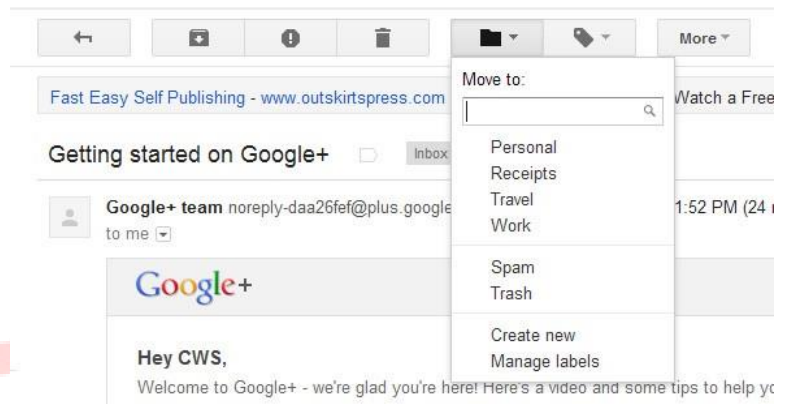 More
Move to:
Fast Easy Self Publishing - www.outskirtspress.com Watch a Free
Getting started on Google+ Inbox
Personal
Receipts
Travel
Work
Google+ team noreply-daa26fef@plus.google 1:52 PM (24
to me
Spam
Trash
Google+
Create new
Manage labels
Hey CWS,
Welcome to Google+ - we're glad you're here! Here's a video and some tips to help